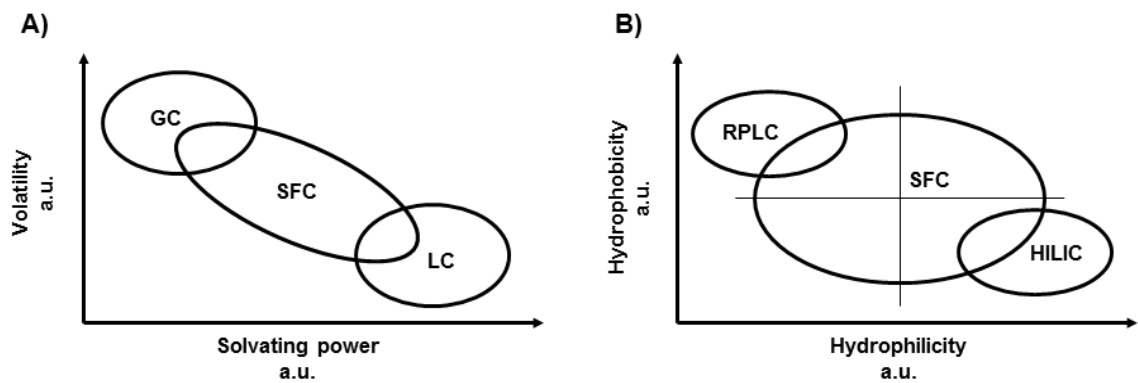 A)
GC
SFC
LC
Volatility
a.u.
Solvating power
a.u.
B)
RPLC
SFC
HILIC
Hydrophobicity
a.u.
Hydrophilicity
a.u.